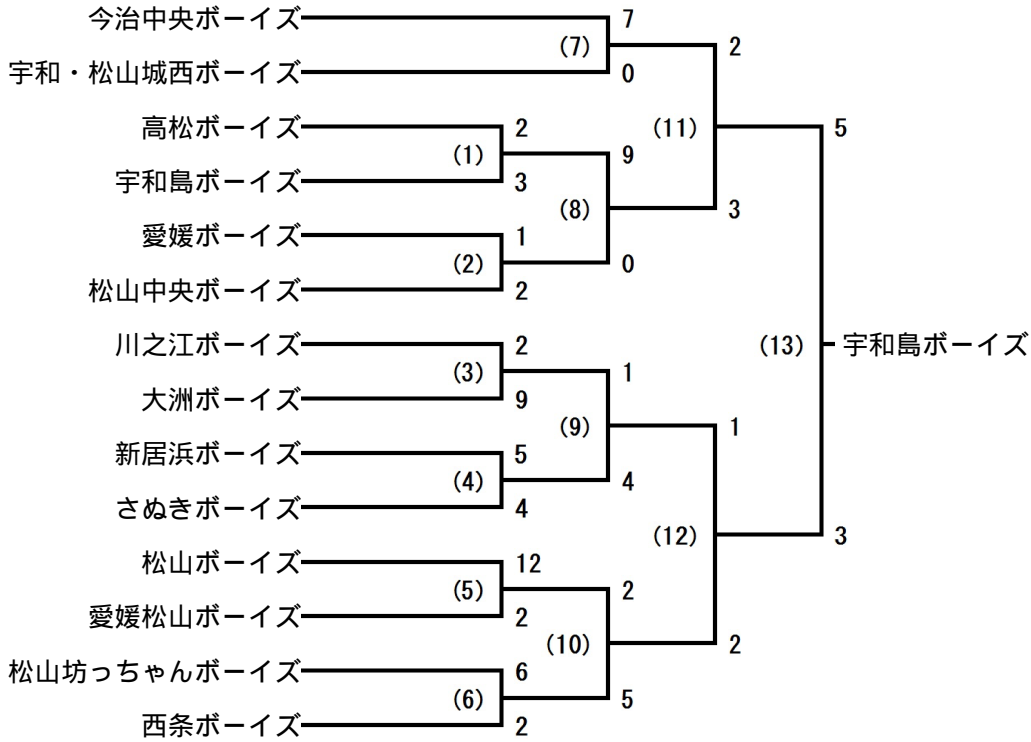 今治中央ボーイズ 7
(7) 2
宇和・松山城西ボーイズ 0
高松ボーイズ 2 (11) 5
(1) 9
宇和島ボーイズ 3
(8) 3
愛媛ボーイズ 1
(2) 0
松山中央ボーイズ 2
川之江ボーイズ 2 (13) 宇和島ボーイズ
(3) 1
大洲ボーイズ 9
(9) 1
新居浜ボーイズ 5
(4) 4
さぬきボーイズ 4
(12) 3
松山ボーイズ 12
(5) 2
愛媛松山ボーイズ 2
(10) 2
松山坊っちゃんボーイズ 6
(6) 5
西条ボーイズ 2